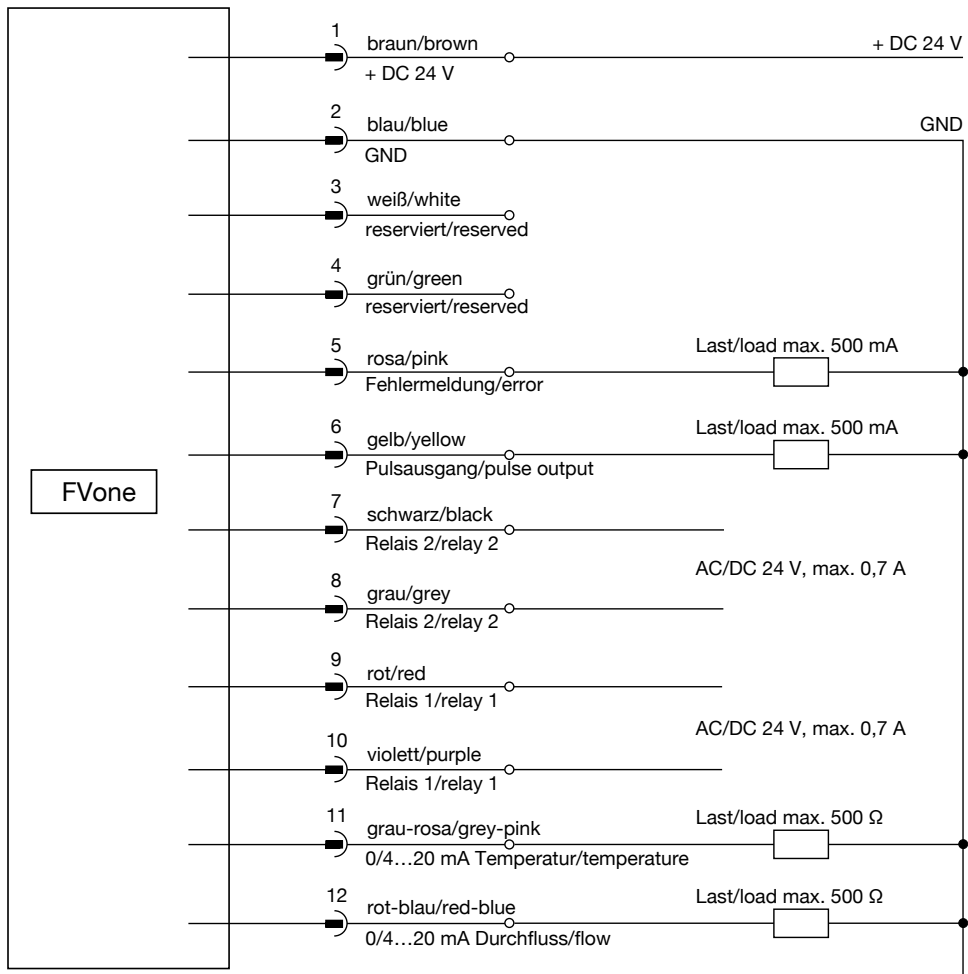 1
braun/brown
+ DC 24 V
+ DC 24 V
2
blau/blue
GND
GND
3
weiß/white
reserviert/reserved
4
grün/green
reserviert/reserved
5
rosa/pink
Last/load max. 500 mA
Fehlermeldung/error
6
gelb/yellow
Last/load max. 500 mA
Pulsausgang/pulse output
FVone
7
schwarz/black
Relais 2/relay 2
AC/DC 24 V, max. 0,7 A
8
grau/grey
Relais 2/relay 2
9
rot/red
Relais 1/relay 1
AC/DC 24 V, max. 0,7 A
10
violett/purple
Relais 1/relay 1
11
grau-rosa/grey-pink
Last/load max. 500 Ω
0/4…20 mA Temperatur/temperature
12
rot-blau/red-blue
Last/load max. 500 Ω
0/4…20 mA Durchfluss/flow